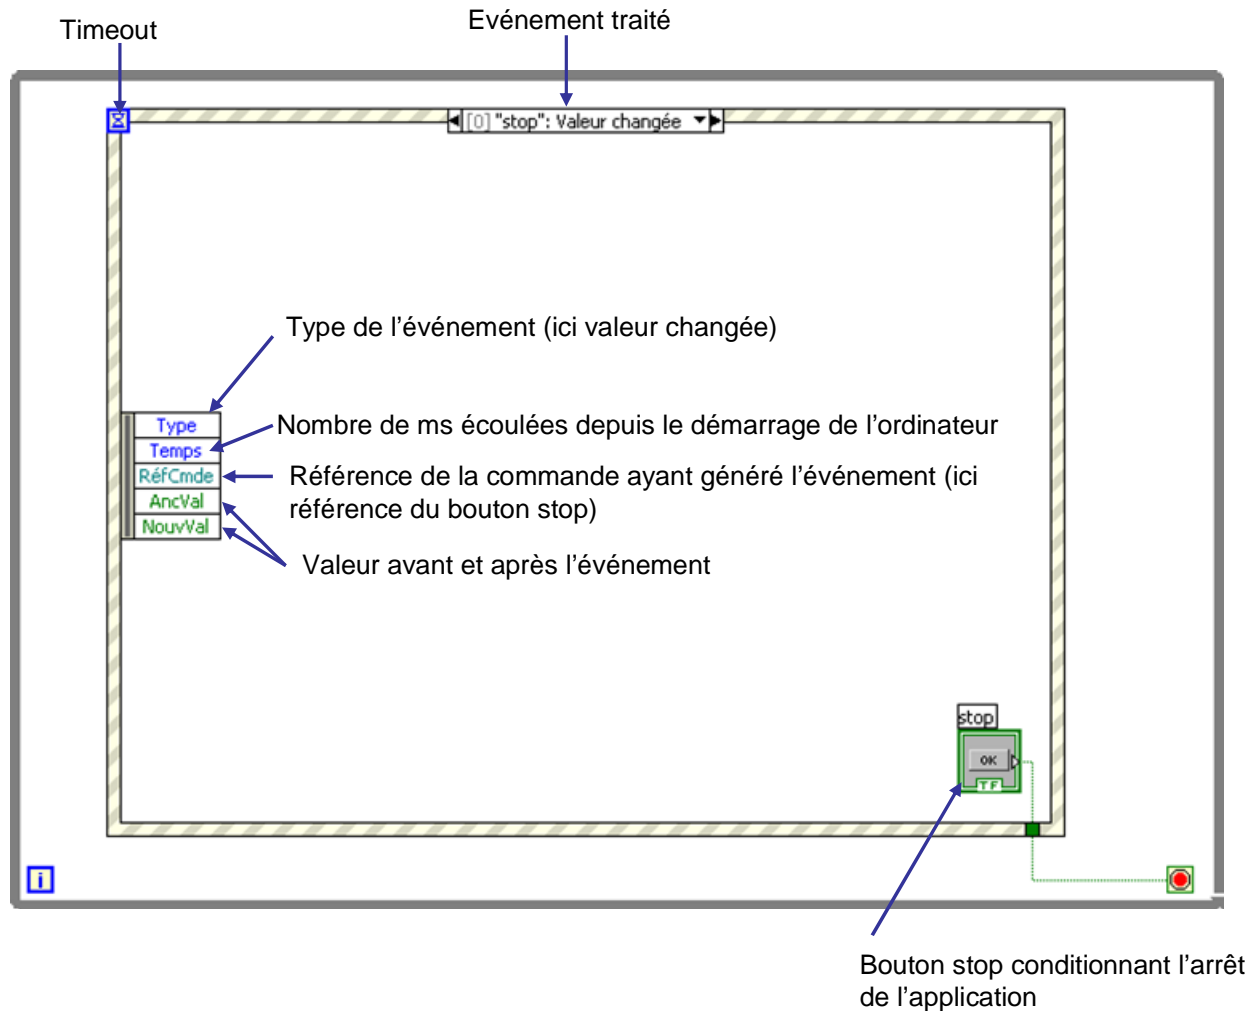 Timeout
Evénement traité
[0] "stop": Valeur changée
Type de l’événement (ici valeur changée)
Type
Nombre de ms écoulées depuis le démarrage de l’ordinateur
Temps
Référence de la commande ayant généré l’événement (ici
référence du bouton stop)
RéfCmde
AncVal
NouvVal
Valeur avant et après l’événement
stop
OK
TF
i
Bouton stop conditionnant l’arrêt
de l’application